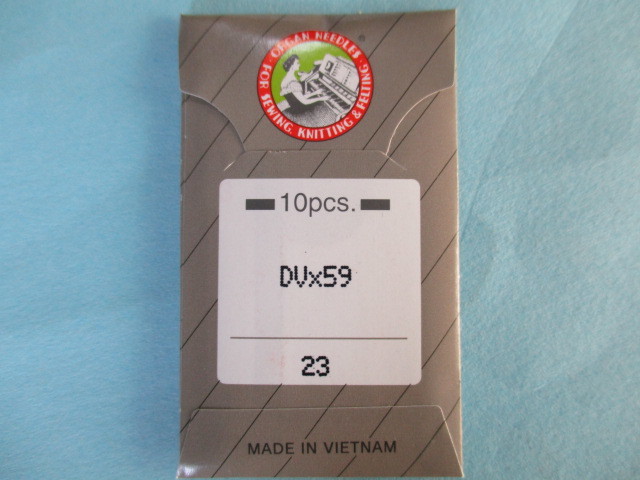 ORGAN NEEDLES ®
FOR SEWING, KNITTING & FELTING
10pcs.
DVx59
23
MADE IN VIETNAM